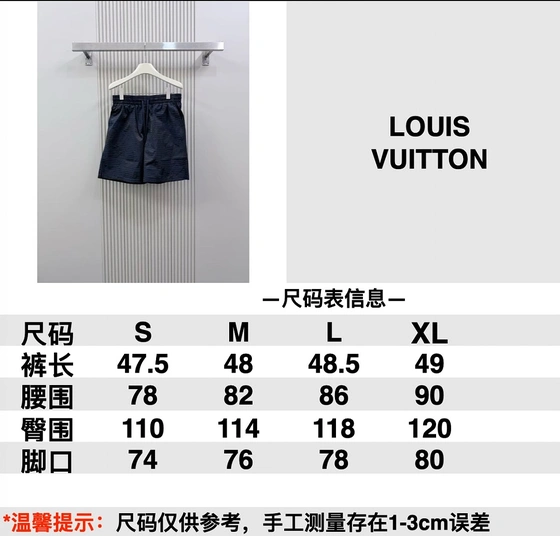 LOUIS
VUITTON
—尺码表信息—
尺码 S M L XL
裤长 47.5 48 48.5 49
腰围 78 82 86 90
臀围 110 114 118 120
脚口 74 76 78 80
*温馨提示：尺码仅供参考，手工测量存在1-3cm误差